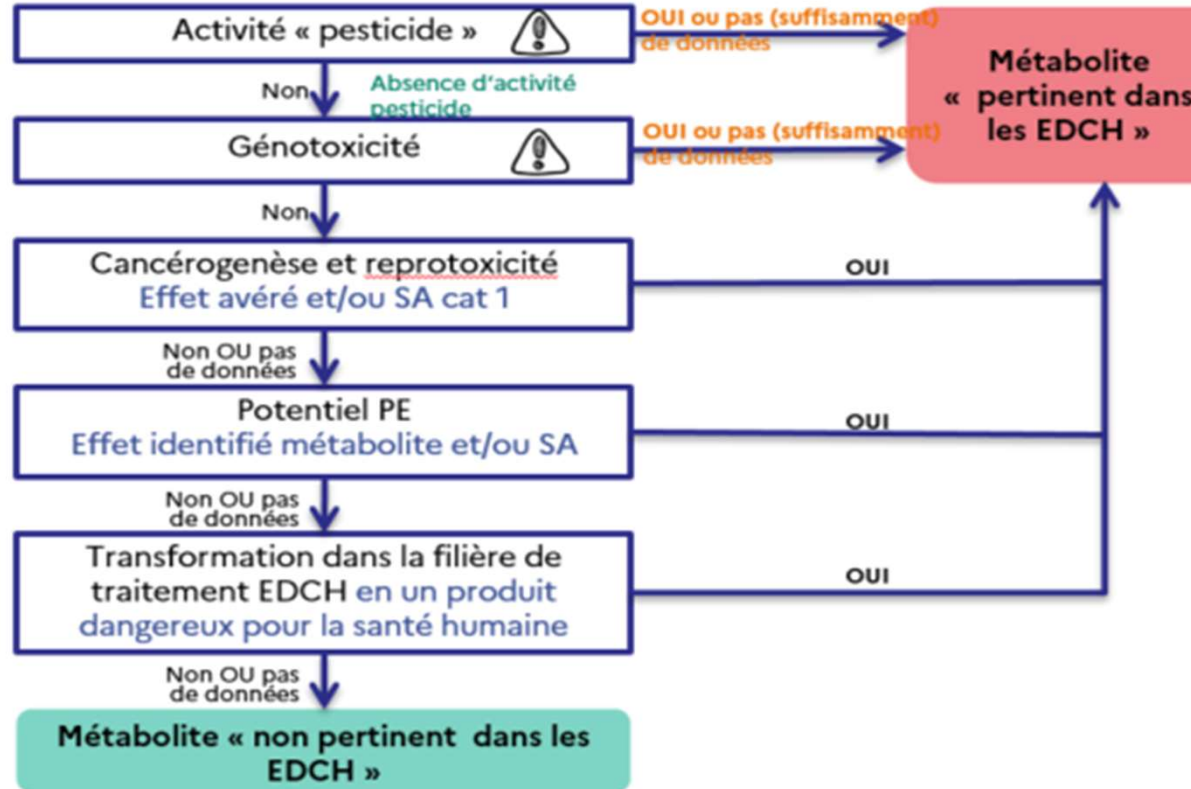 Activité « pesticide »
OUI ou pas (suffisamment)
de données
Métabolite
« pertinent dans
les EDCH »
Non
Absence d'activité
pesticide
Génotoxicité
OUI ou pas (suffisamment)
de données
Non
Cancérogenèse et reprotoxicité
Effet avéré et/ou SA cat 1
OUI
Non OU pas
de données
Potentiel PE
Effet identifié métabolite et/ou SA
OUI
Non OU pas
de données
Transformation dans la filière de
traitement EDCH en un produit
dangereux pour la santé humaine
OUI
Non OU pas
de données
Métabolite « non pertinent dans les
EDCH »